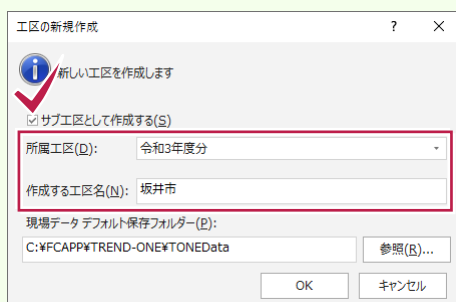 工区の新規作成 ? ×
新しい工区を作成します
サブ工区として作成する(S)
所属工区(D): 令和3年度分
作成する工区名(N): 坂井市
現場データ デフォルト保存フォルダー(P):
C:¥FCAPP¥TREND-ONE¥TONEData 参照(R)...
OK キャンセル